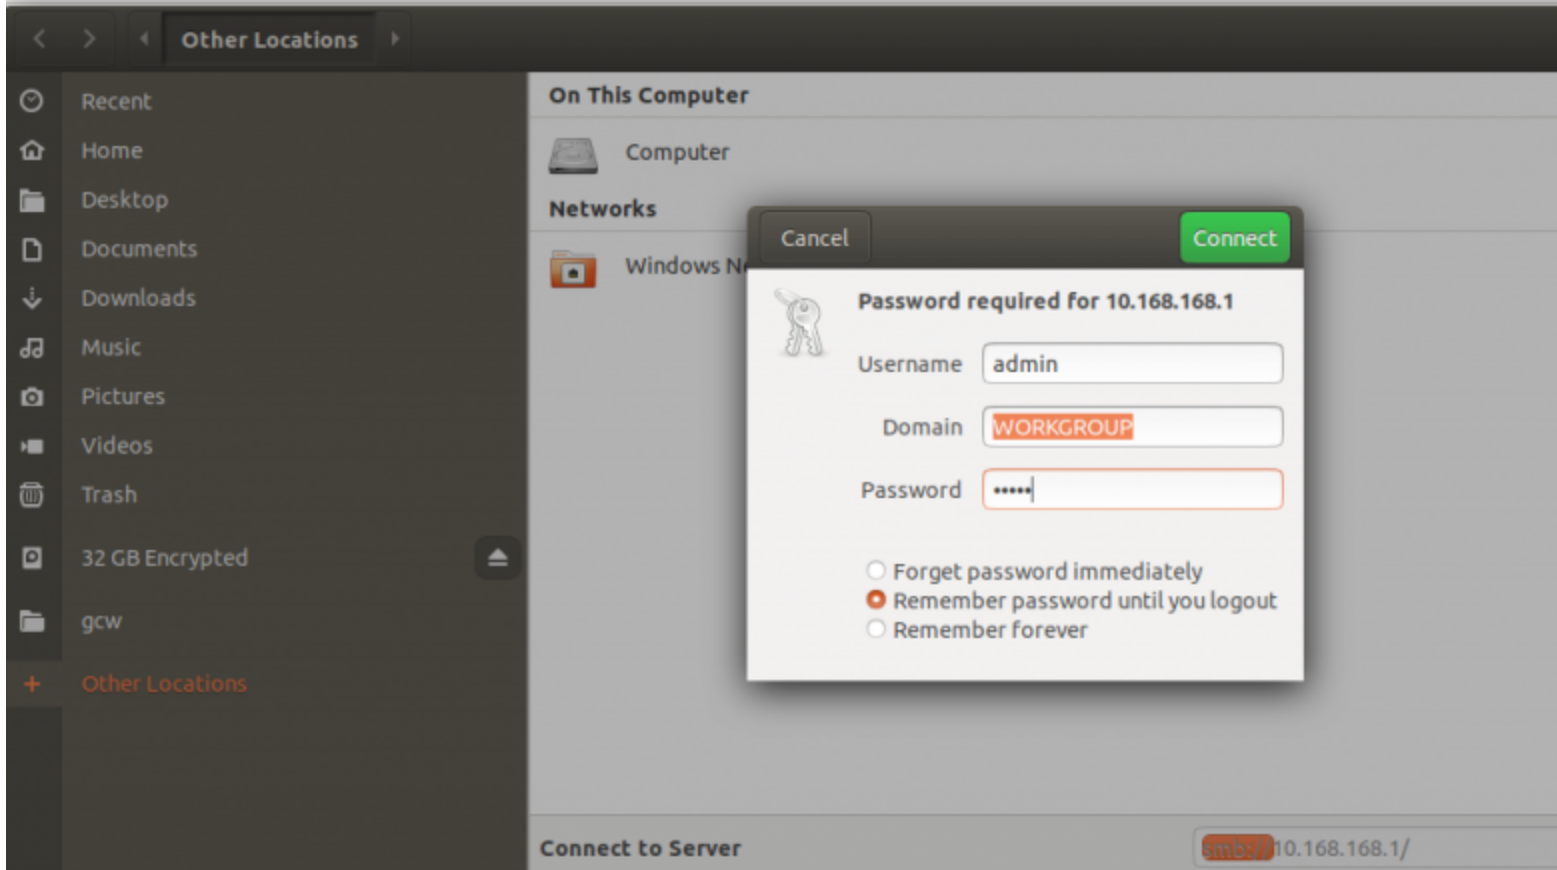 Other Locations
Recent
Home
Desktop
Documents
Downloads
Music
Pictures
Videos
Trash
32 GB Encrypted
gcw
Other Locations
On This Computer
Computer
Networks
Windows Ne
Cancel
Connect
Password required for 10.168.168.1
Username admin
Domain WORKGROUP
Password •••••
Forget password immediately
Remember password until you logout
Remember forever
Connect to Server
smb://10.168.168.1/